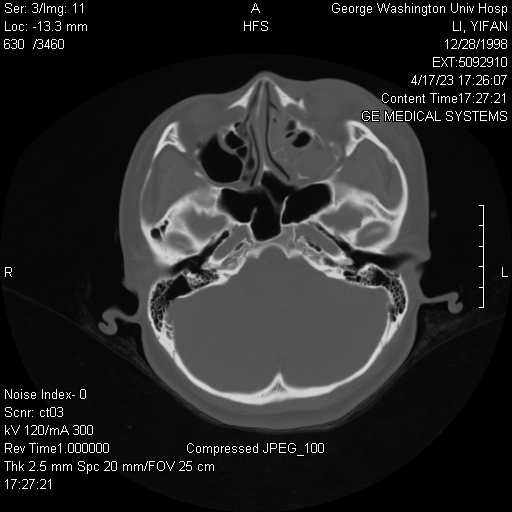 Ser: 3/Img: 11
Loc: -13.3 mm
630 /3460
A
HFS
George Washington Univ Hosp
LI, YIFAN
12/28/1998
EXT:5092910
4/17/23 17:26:07
Content Time17:27:21
GE MEDICAL SYSTEMS
R
L
Noise Index- 0
Scnr: ct03
kV 120/mA 300
Rev Time1.000000
Thk 2.5 mm Spc 20 mm/FOV 25 cm
17:27:21
Compressed JPEG_100